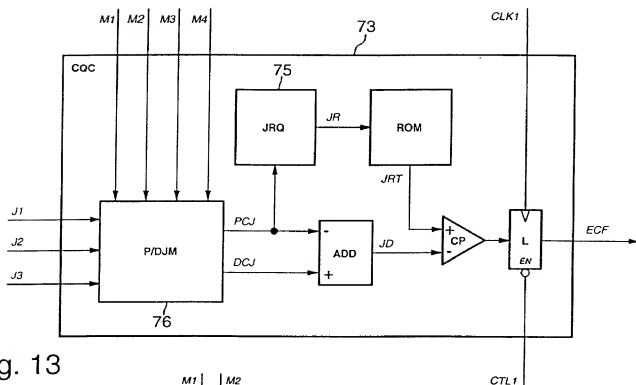 M1 M2 M3 M4
CLK1
73
CQC
75
JRQ
JR
ROM
JRT
J1
J2
J3
P/DJM
PCJ
DCJ
-
+
ADD
JD
+
-
CP
L
EN
ECF
76
g. 13
M1 M2
CTL1